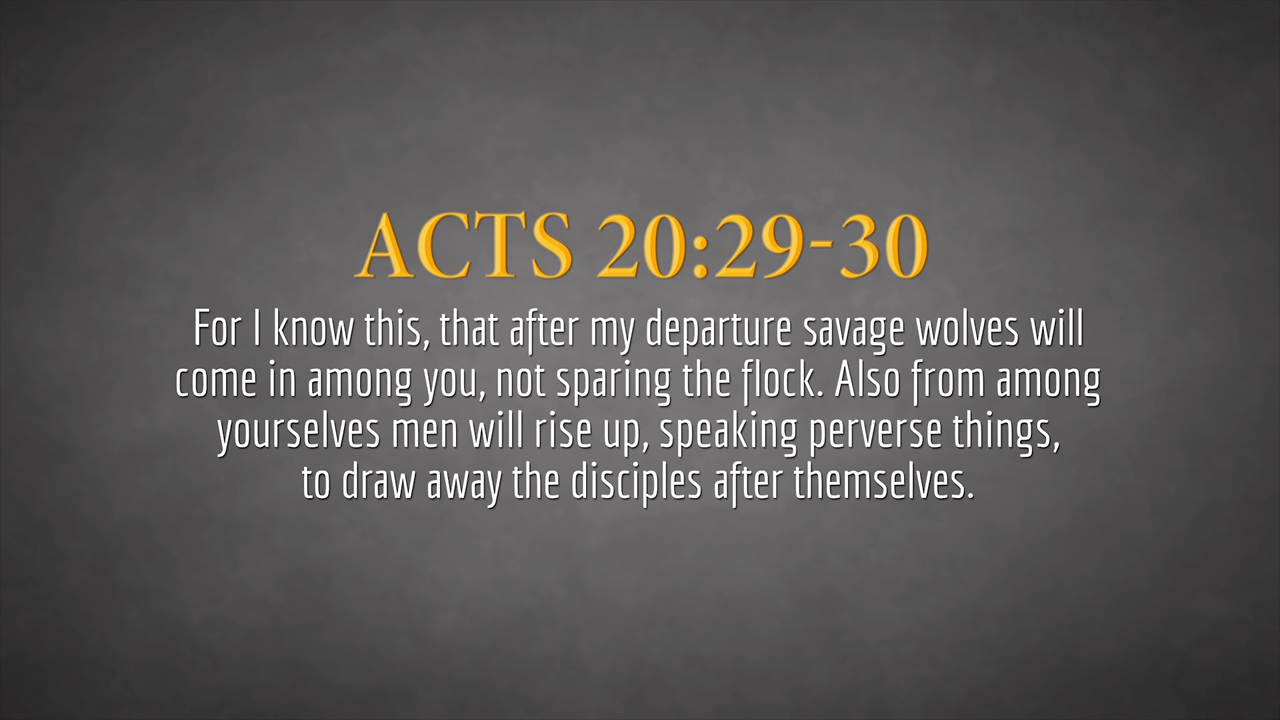 ACTS 20:29-30
For I know this, that after my departure savage wolves will
come in among you, not sparing the flock. Also from among
yourselves men will rise up, speaking perverse things,
to draw away the disciples after themselves.